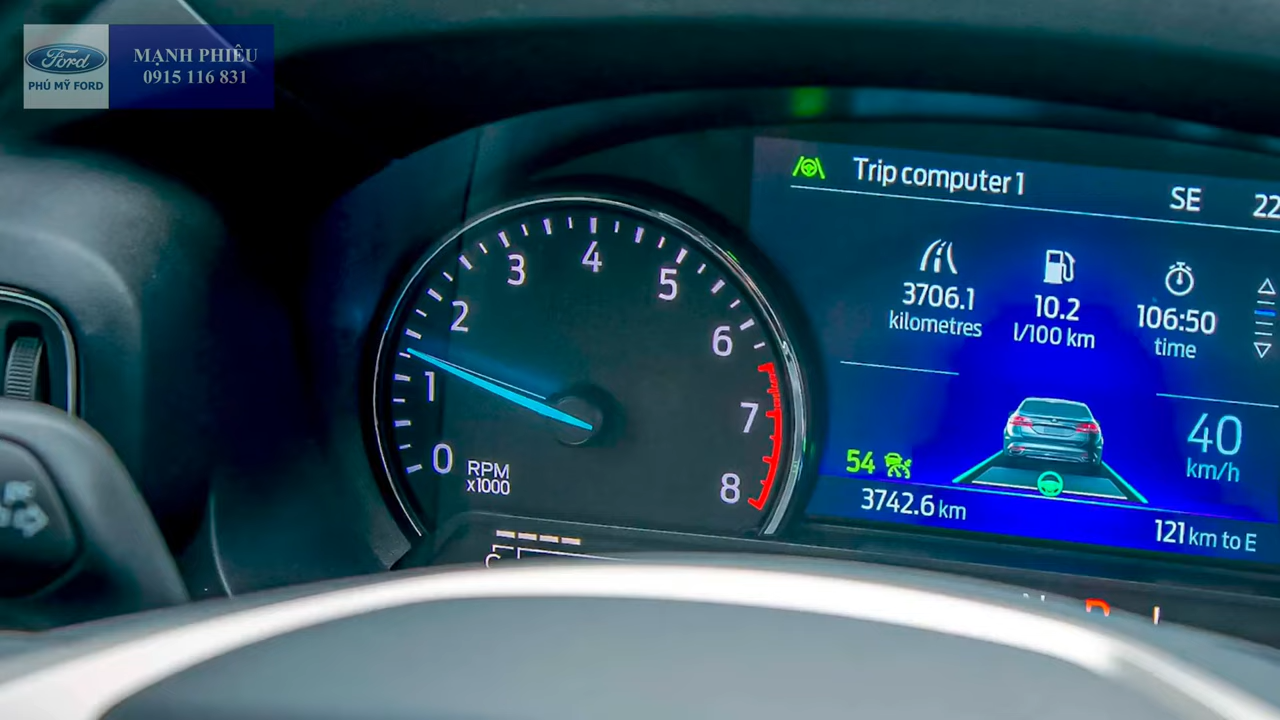 Ford
PHÚ MỸ FORD
MẠNH PHIÊU
0915 116 831
Trip computer 1
SE
22
3706.1
kilometres
10.2
l/100 km
106:50
time
0
1
2
3
4
5
6
7
8
RPM
x1000
54
40
km/h
3742.6 km
121 km to E